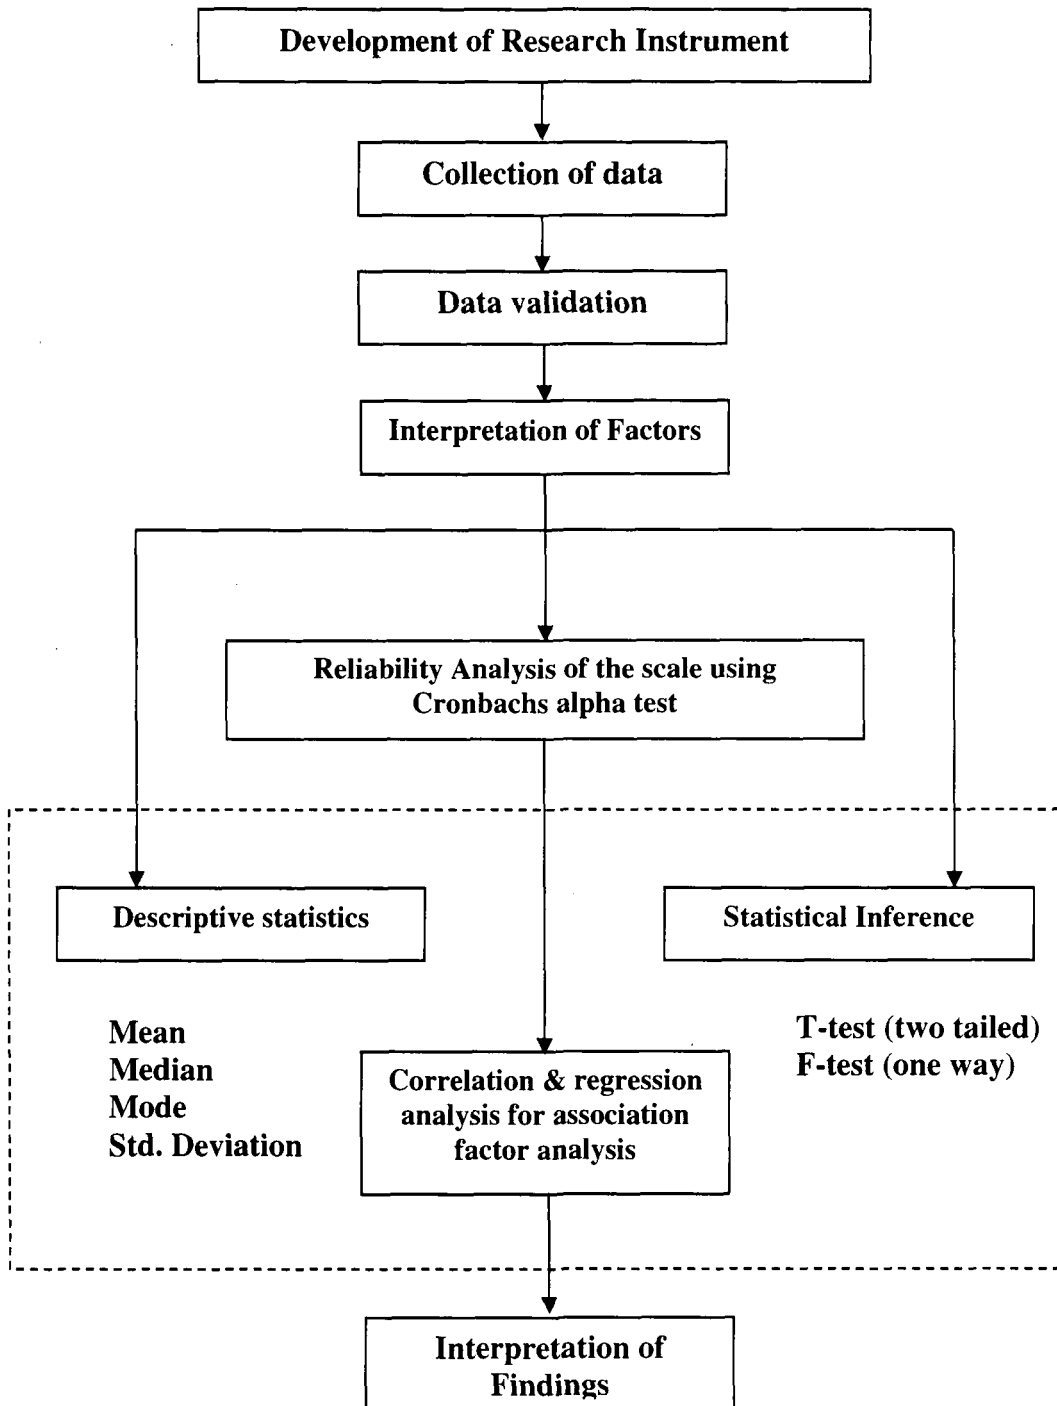 Development of Research Instrument
Collection of data
Data validation
Interpretation of Factors
Reliability Analysis of the scale using
Cronbachs alpha test
Descriptive statistics
Statistical Inference
Mean
Median
Mode
Std. Deviation
T-test (two tailed)
F-test (one way)
Correlation & regression
analysis for association
factor analysis
Interpretation of
Findings